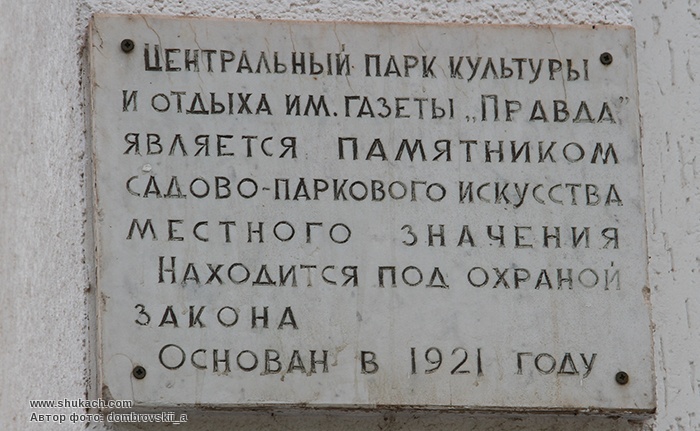 Центральный парк культуры
и отдыха им. газеты „Правда”
является памятником
садово-паркового искусства
местного значения
Находится под охраной
закона
Основан в 1921 году
www.shukach.com
Автор фото: dombrovskii_a